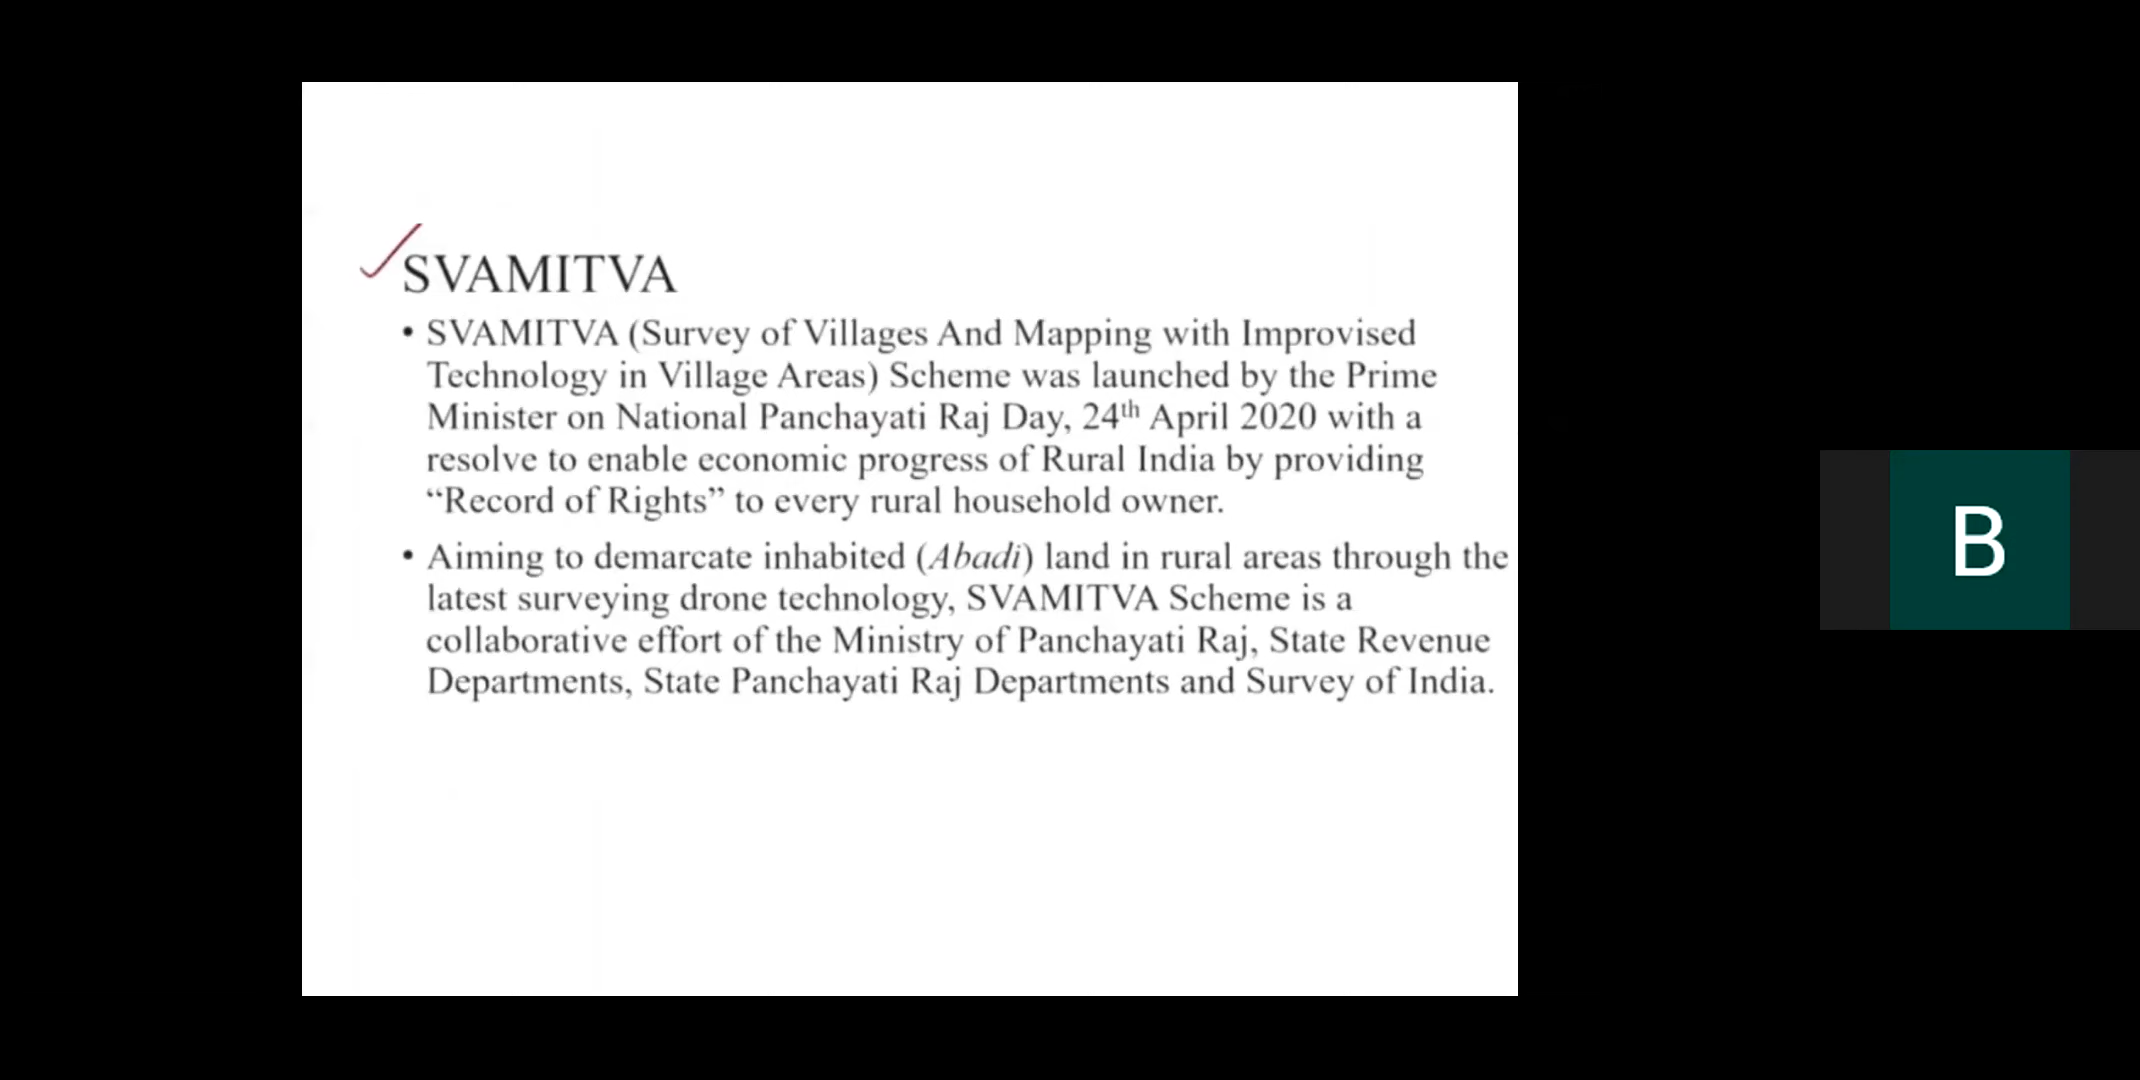 SVAMITVA
• SVAMITVA (Survey of Villages And Mapping with Improvised
Technology in Village Areas) Scheme was launched by the Prime
Minister on National Panchayati Raj Day, 24th April 2020 with a
resolve to enable economic progress of Rural India by providing
“Record of Rights” to every rural household owner.
• Aiming to demarcate inhabited (Abadi) land in rural areas through the
latest surveying drone technology, SVAMITVA Scheme is a
collaborative effort of the Ministry of Panchayati Raj, State Revenue
Departments, State Panchayati Raj Departments and Survey of India.
B